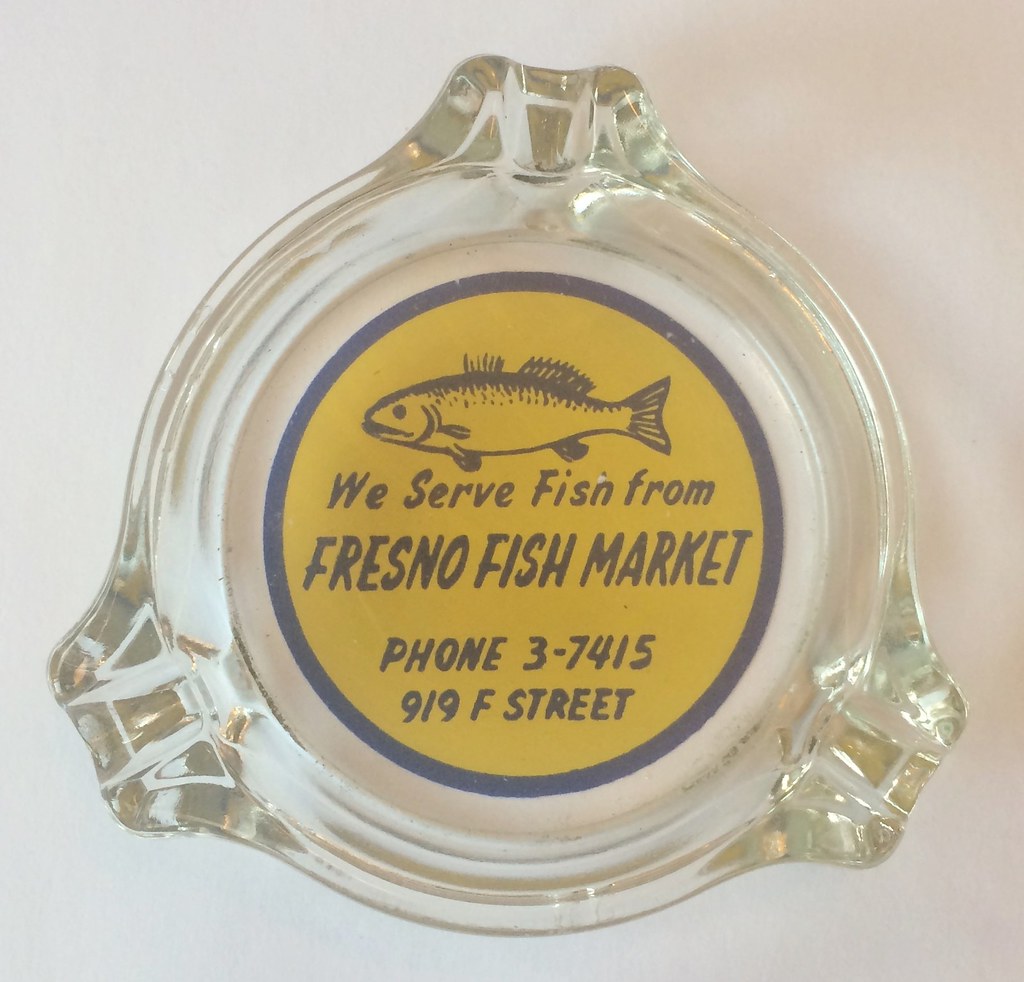 We Serve Fish from
FRESNO FISH MARKET
PHONE 3-7415
919 F STREET